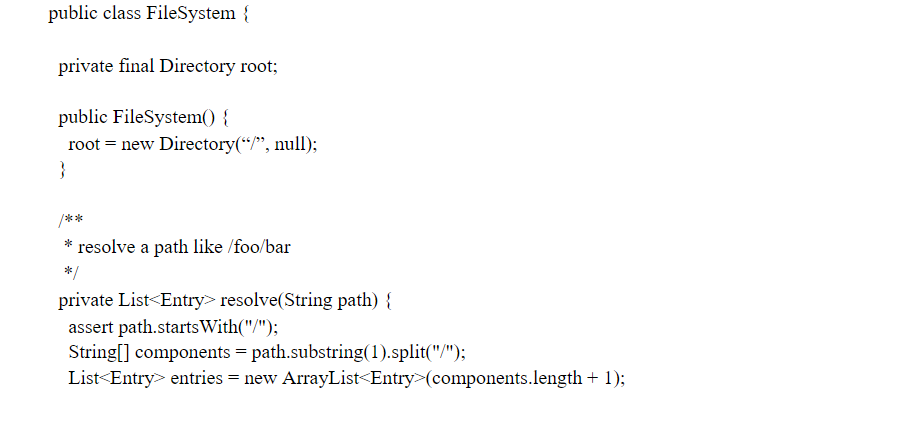 public class FileSystem {
private final Directory root;
public FileSystem() {
root = new Directory(“/”, null);
}
/**
* resolve a path like /foo/bar
*/
private List<Entry> resolve(String path) {
assert path.startsWith("/");
String[] components = path.substring(1).split("/");
List<Entry> entries = new ArrayList<Entry>(components.length + 1);